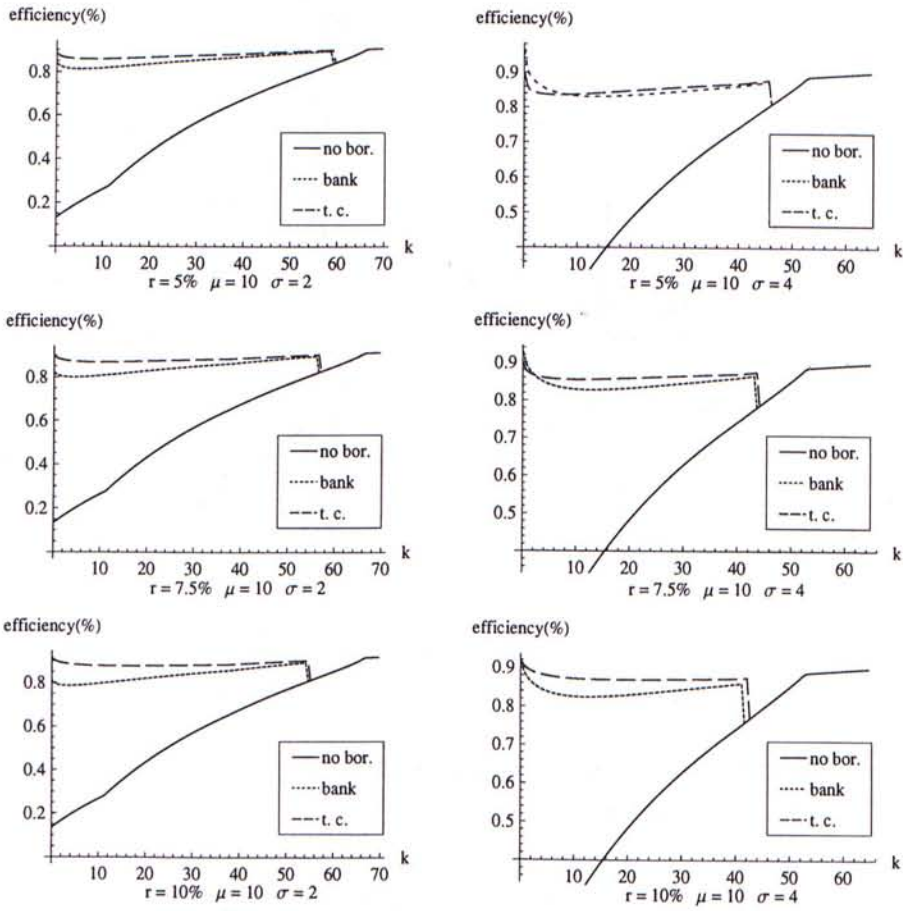 efficiency(%)
0.8
0.6
0.4
0.2
no bor.
bank
t. c.
10 20 30 40 50 60 70
k
r = 5% μ = 10 σ = 2
efficiency(%)
0.9
0.8
0.7
0.6
0.5
no bor.
bank
t. c.
10 20 30 40 50 60
k
r = 5% μ = 10 σ = 4
efficiency(%)
0.8
0.6
0.4
0.2
no bor.
bank
t. c.
10 20 30 40 50 60 70
k
r = 7.5% μ = 10 σ = 2
efficiency(%)
0.9
0.8
0.7
0.6
0.5
no bor.
bank
t. c.
10 20 30 40 50 60
k
r = 7.5% μ = 10 σ = 4
efficiency(%)
0.8
0.6
0.4
0.2
no bor.
bank
t. c.
10 20 30 40 50 60 70
k
r = 10% μ = 10 σ = 2
efficiency(%)
0.9
0.8
0.7
0.6
0.5
no bor.
bank
t. c.
10 20 30 40 50 60
k
r = 10% μ = 10 σ = 4